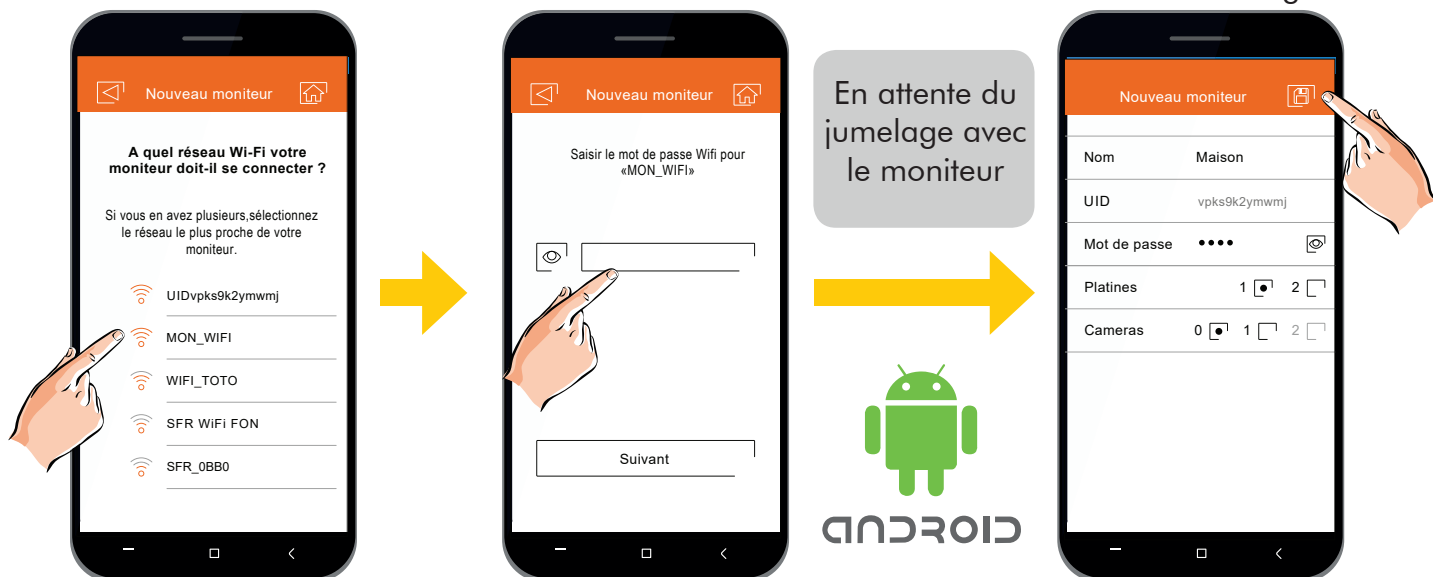 Nouveau moniteur
A quel réseau Wi-Fi votre
moniteur doit-il se connecter ?
Si vous en avez plusieurs,sélectionnez
le réseau le plus proche de votre
moniteur.
UIDvpks9k2ymwmj
MON_WIFI
WIFI_TOTO
SFR WiFi FON
SFR_0BB0
Nouveau moniteur
Saisir le mot de passe Wifi pour
«MON_WIFI»
Suivant
En attente du
jumelage avec
le moniteur
ANDROID
Nouveau moniteur
Nom Maison
UID vpks9k2ymwmj
Mot de passe ••••
Platines 1 2
Cameras 0 1 2